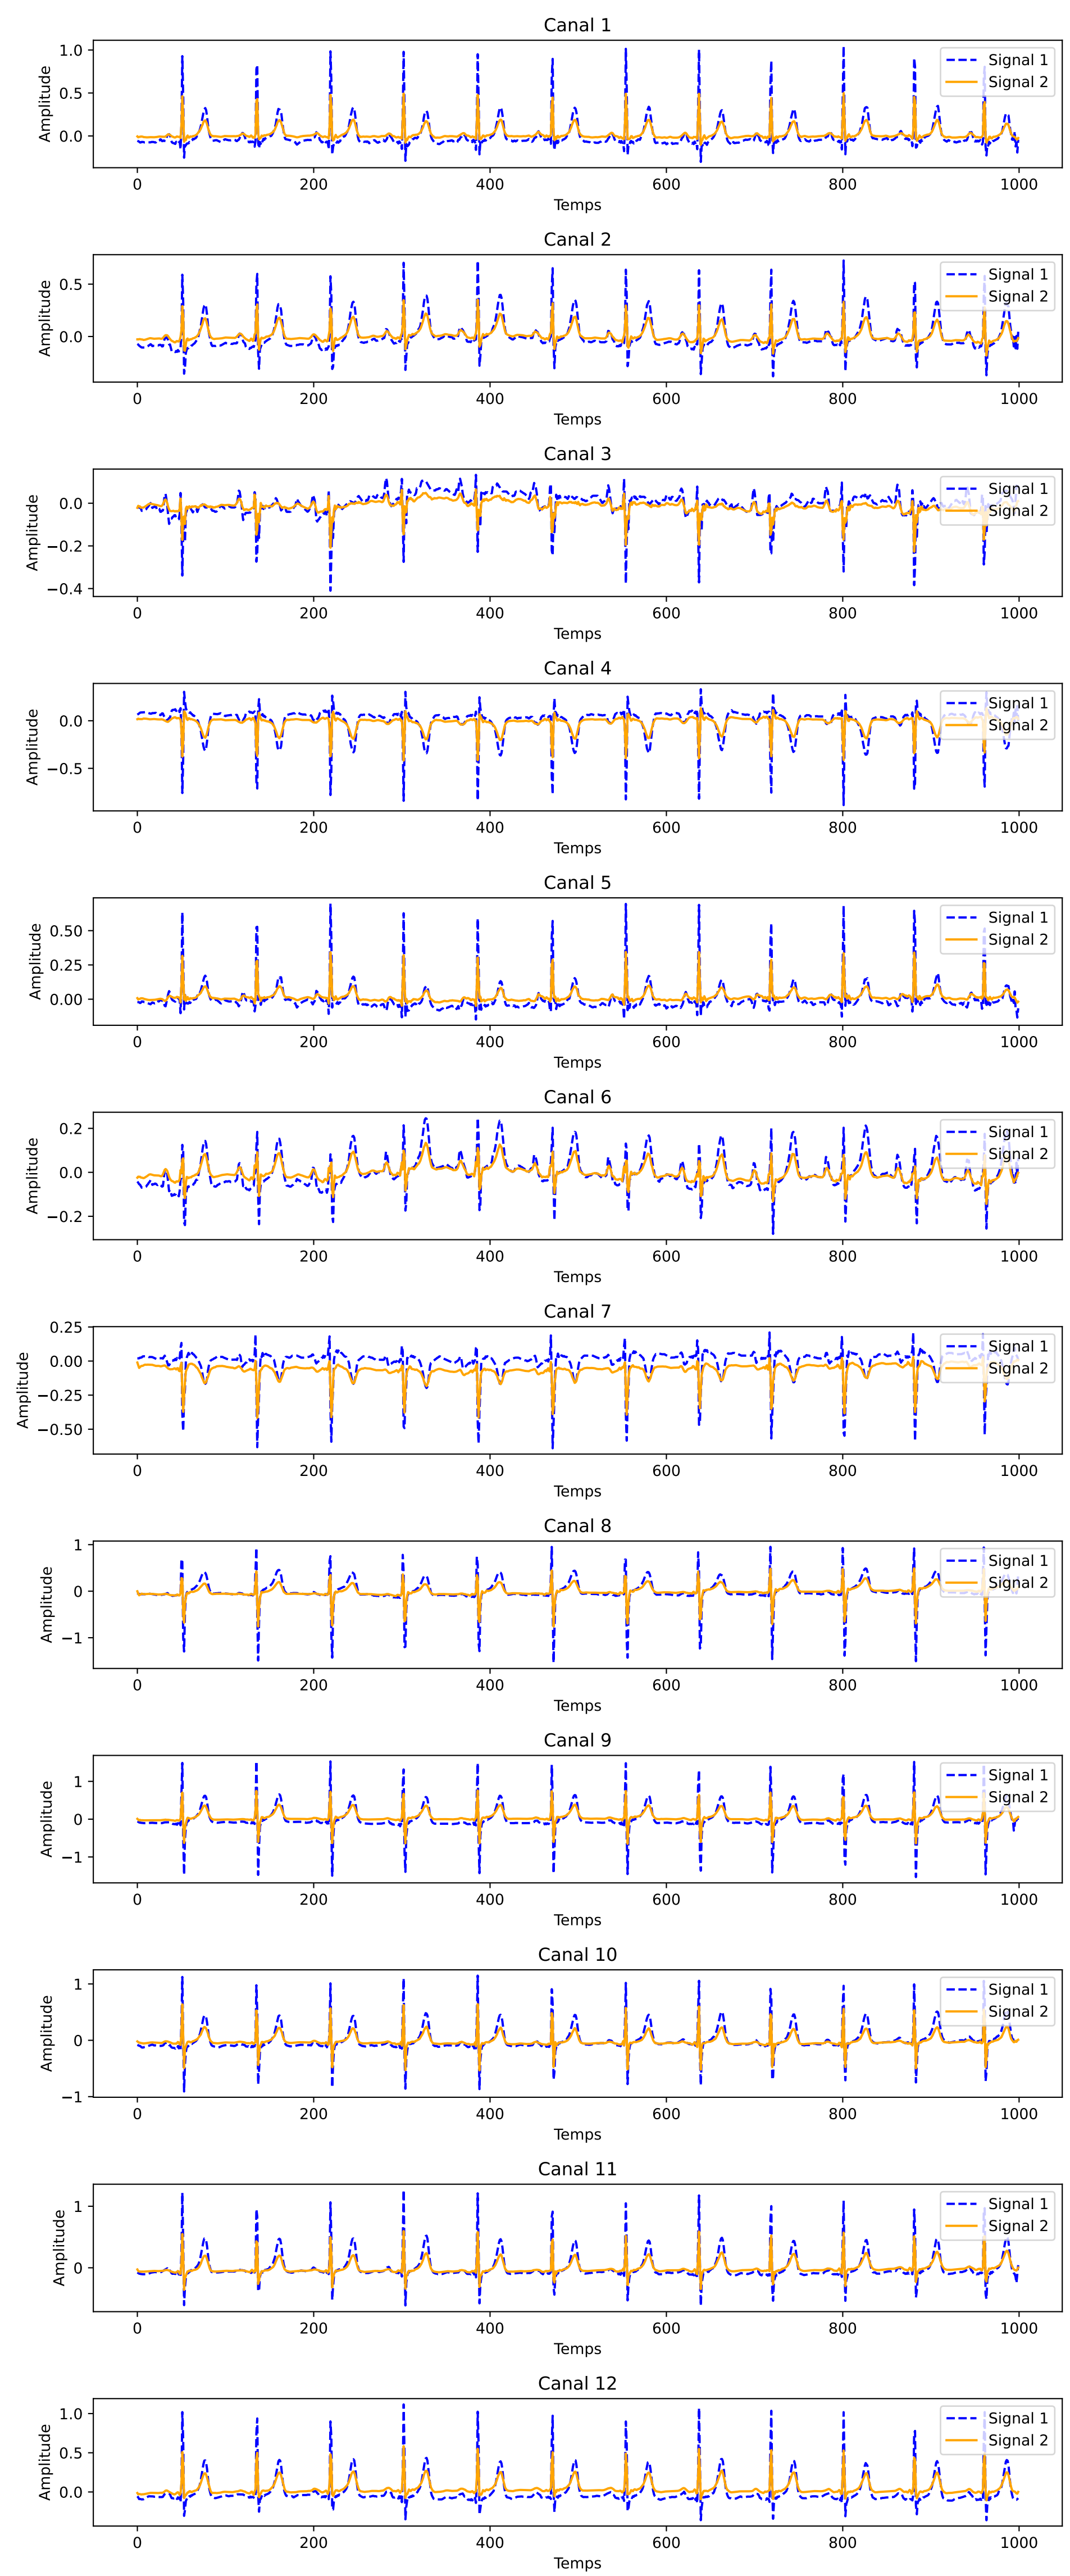 Canal 1
1.0
0.5
0.0
Amplitude
Signal 1
Signal 2
0 200 400 600 800 1000
Temps
Canal 2
0.5
0.0
Amplitude
Signal 1
Signal 2
0 200 400 600 800 1000
Temps
Canal 3
0.0
−0.2
−0.4
Amplitude
Signal 1
Signal 2
0 200 400 600 800 1000
Temps
Canal 4
0.0
−0.5
Amplitude
Signal 1
Signal 2
0 200 400 600 800 1000
Temps
Canal 5
0.50
0.25
0.00
Amplitude
Signal 1
Signal 2
0 200 400 600 800 1000
Temps
Canal 6
0.2
0.0
−0.2
Amplitude
Signal 1
Signal 2
0 200 400 600 800 1000
Temps
Canal 7
0.25
0.00
−0.25
−0.50
Amplitude
Signal 1
Signal 2
0 200 400 600 800 1000
Temps
Canal 8
1
0
−1
Amplitude
Signal 1
Signal 2
0 200 400 600 800 1000
Temps
Canal 9
1
0
−1
Amplitude
Signal 1
Signal 2
0 200 400 600 800 1000
Temps
Canal 10
1
0
−1
Amplitude
Signal 1
Signal 2
0 200 400 600 800 1000
Temps
Canal 11
1
0
Amplitude
Signal 1
Signal 2
0 200 400 600 800 1000
Temps
Canal 12
1.0
0.5
0.0
Amplitude
Signal 1
Signal 2
0 200 400 600 800 1000
Temps